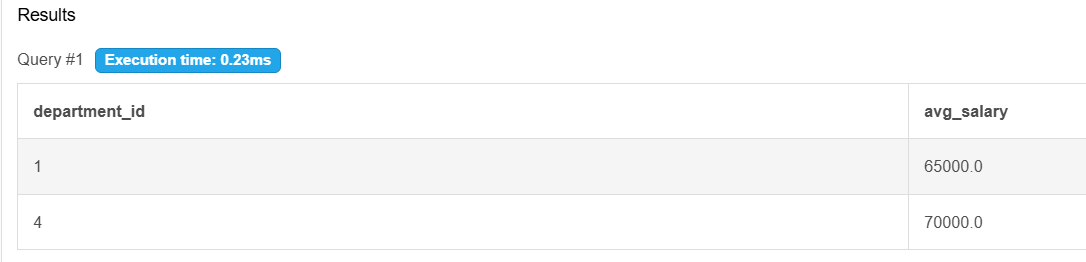 Results
Query #1 Execution time: 0.23ms
department_id avg_salary
1 65000.0
4 70000.0